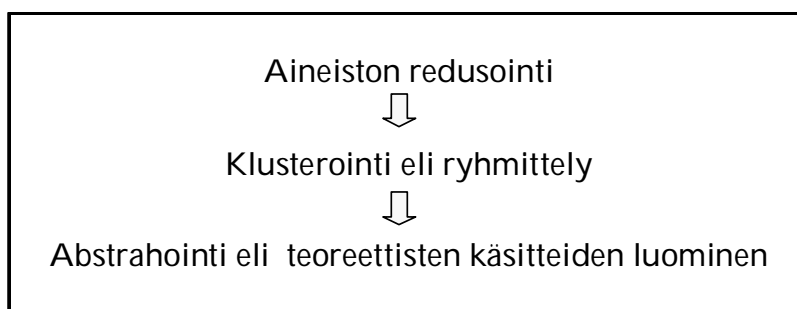 Aineiston redusointi
Klusterointi eli ryhmittely
Abstrahointi eli teoreettisten käsitteiden luominen